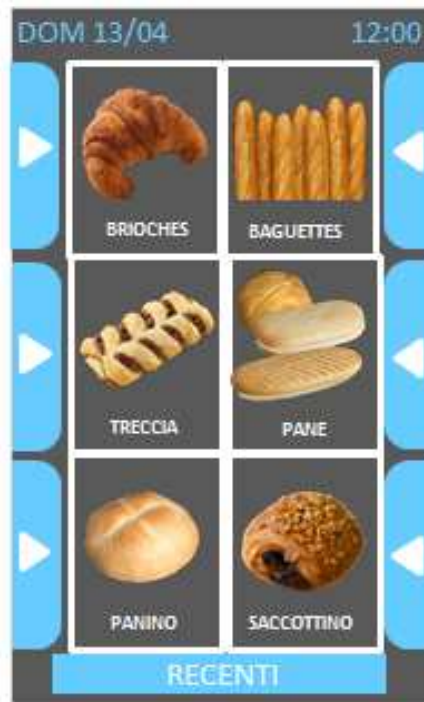 DOM 13/04 12:00
BRIOCHES BAGUETTES
TRECCIA PANE
PANINO SACCOTTINO
RECENTI